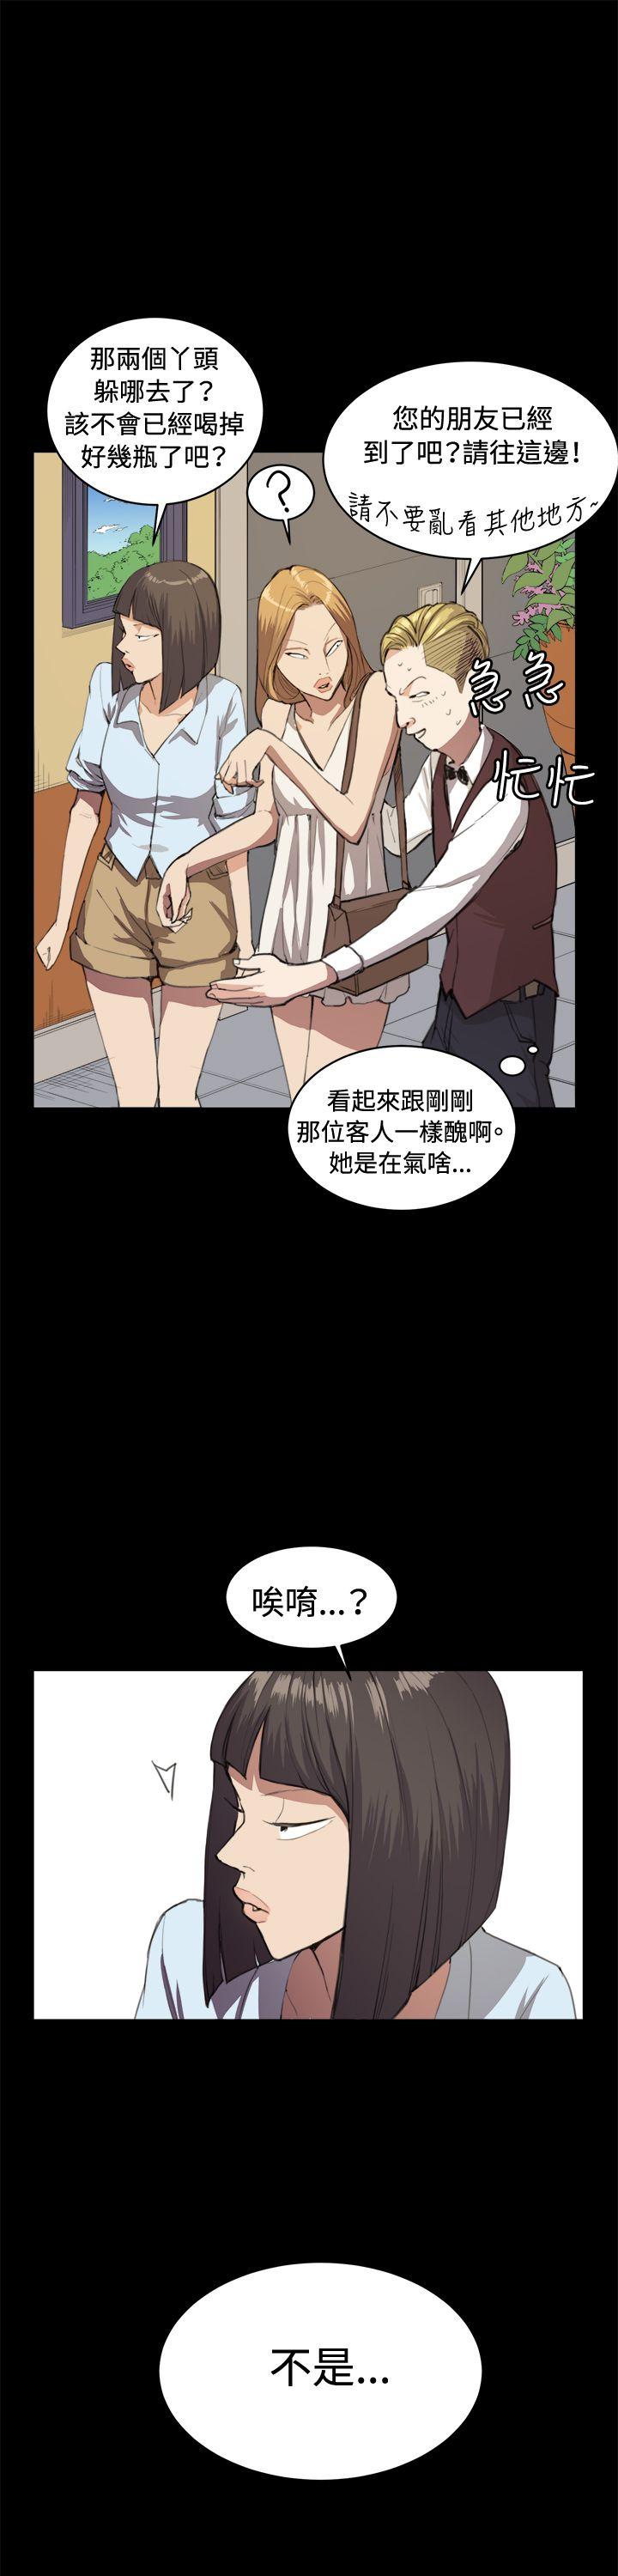 那兩個丫頭
躲哪去了？
該不會已經喝掉
好幾瓶了吧？
？
您的朋友已經
到了吧？請往這邊！
請不要亂看其他地方~
急急
忙忙
看起來跟剛剛
那位客人一樣醜啊。
她是在氣啥...
唉唷...？
不是...